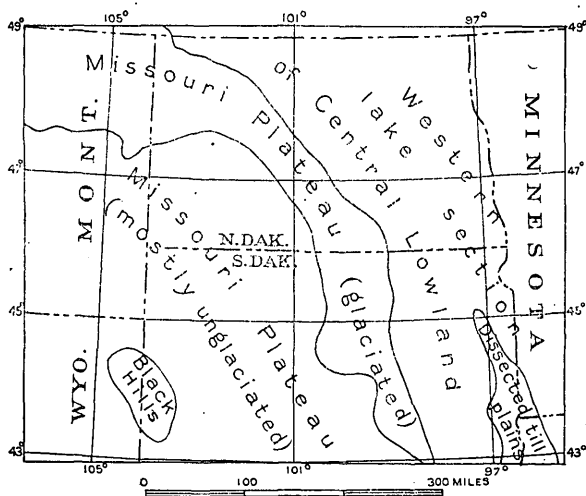 105°
101°
97°
49°
49°
Missouri Plateau (glaciated)
Western lake section
of Central Lowland
) MINNESOTA
MONT.
47°
47°
Missouri Plateau
(mostly unglaciated)
N. DAK.
S. DAK.
45°
45°
WYO.
Black
Hills
Dissected till
plains
43°
43°
105°
101°
97°
0 100 300 MILES